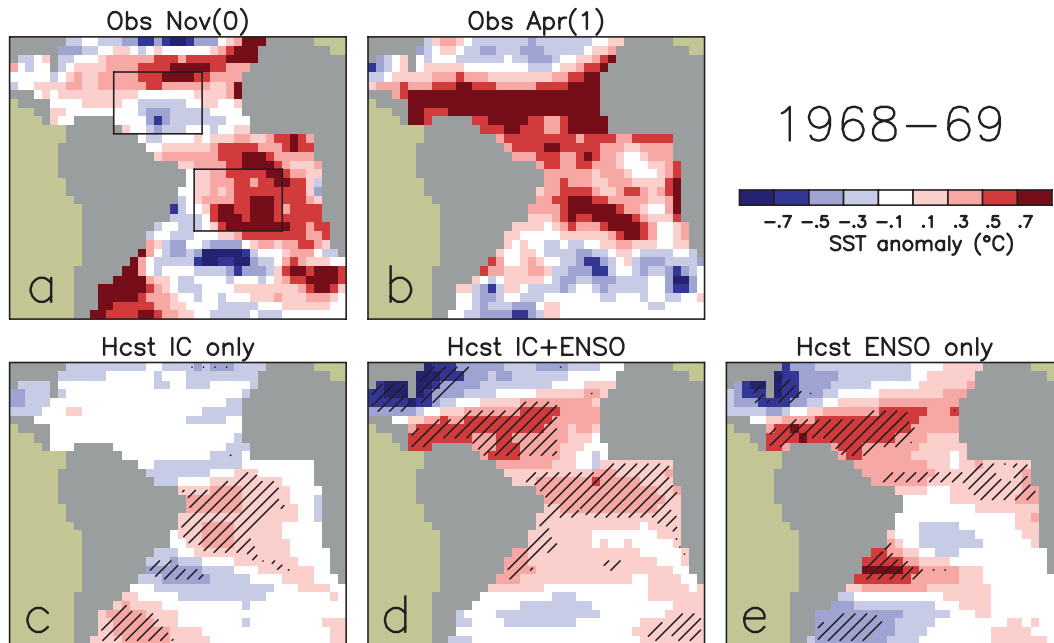 Obs Nov(0)
Obs Apr(1)
a
b
1968–69
-.7 -.5 -.3 -.1 .1 .3 .5 .7
SST anomaly (°C)
Hcst IC only
Hcst IC+ENSO
Hcst ENSO only
c
d
e